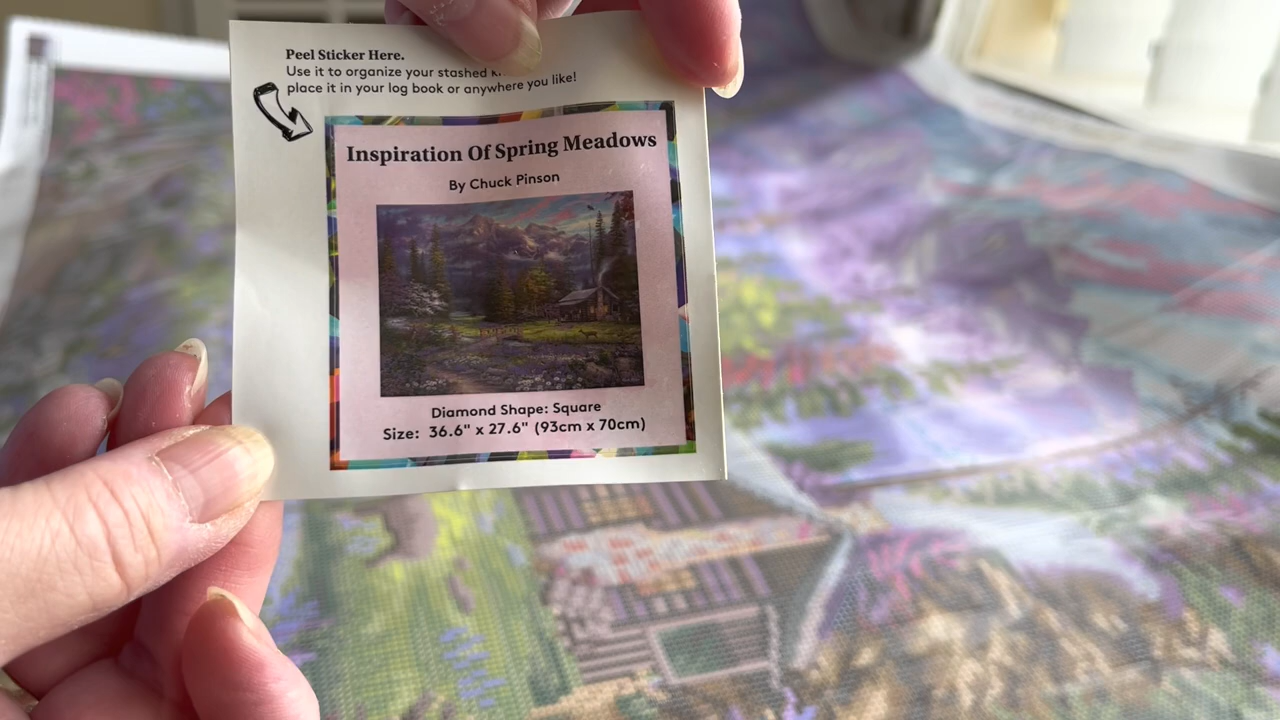 Peel Sticker Here.
Use it to organize your stashed
place it in your log book or anywhere you like!
Inspiration Of Spring Meadows
By Chuck Pinson
Diamond Shape: Square
Size: 36.6" x 27.6" (93cm x 70cm)